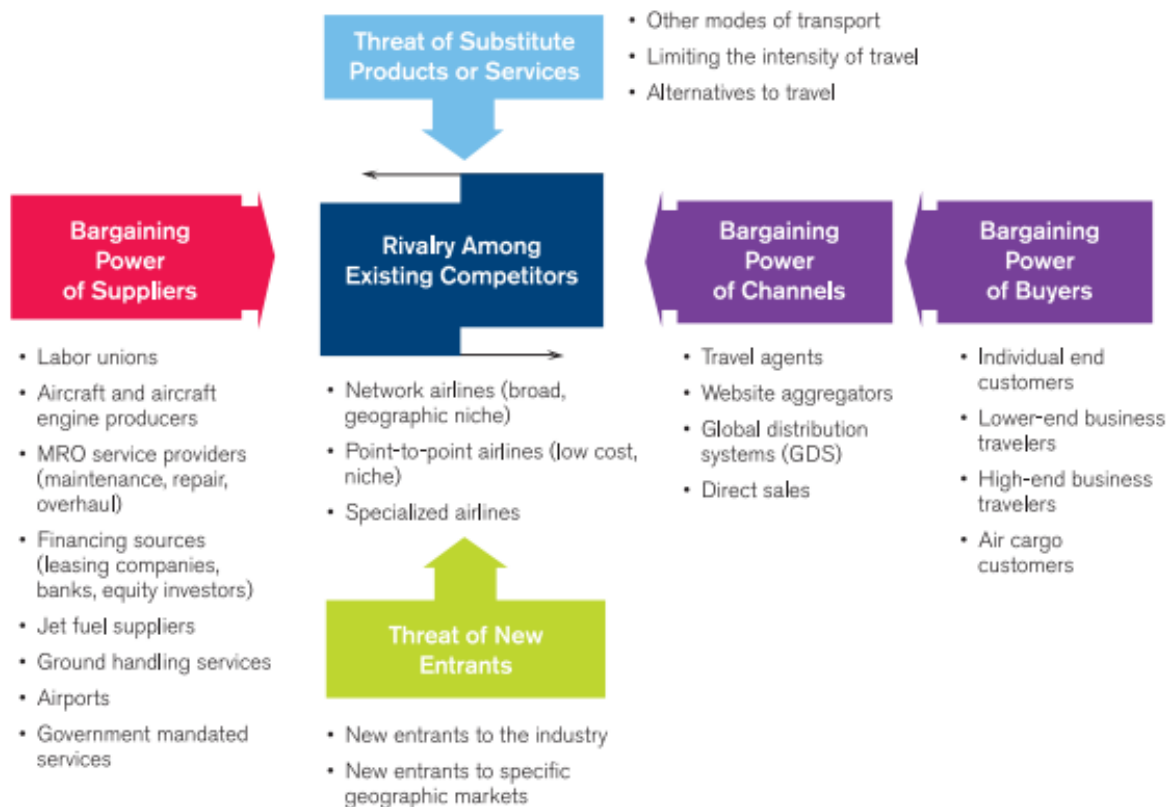 Threat of Substitute
Products or Services
• Other modes of transport
• Limiting the intensity of travel
• Alternatives to travel
Bargaining
Power
of Suppliers
• Labor unions
• Aircraft and aircraft
engine producers
• MRO service providers
(maintenance, repair,
overhaul)
• Financing sources
(leasing companies,
banks, equity investors)
• Jet fuel suppliers
• Ground handling services
• Airports
• Government mandated
services
Rivalry Among
Existing Competitors
• Network airlines (broad,
geographic niche)
• Point-to-point airlines (low cost,
niche)
• Specialized airlines
Threat of New
Entrants
• New entrants to the industry
• New entrants to specific
geographic markets
Bargaining
Power
of Channels
• Travel agents
• Website aggregators
• Global distribution
systems (GDS)
• Direct sales
Bargaining
Power
of Buyers
• Individual end
customers
• Lower-end business
travelers
• High-end business
travelers
• Air cargo
customers